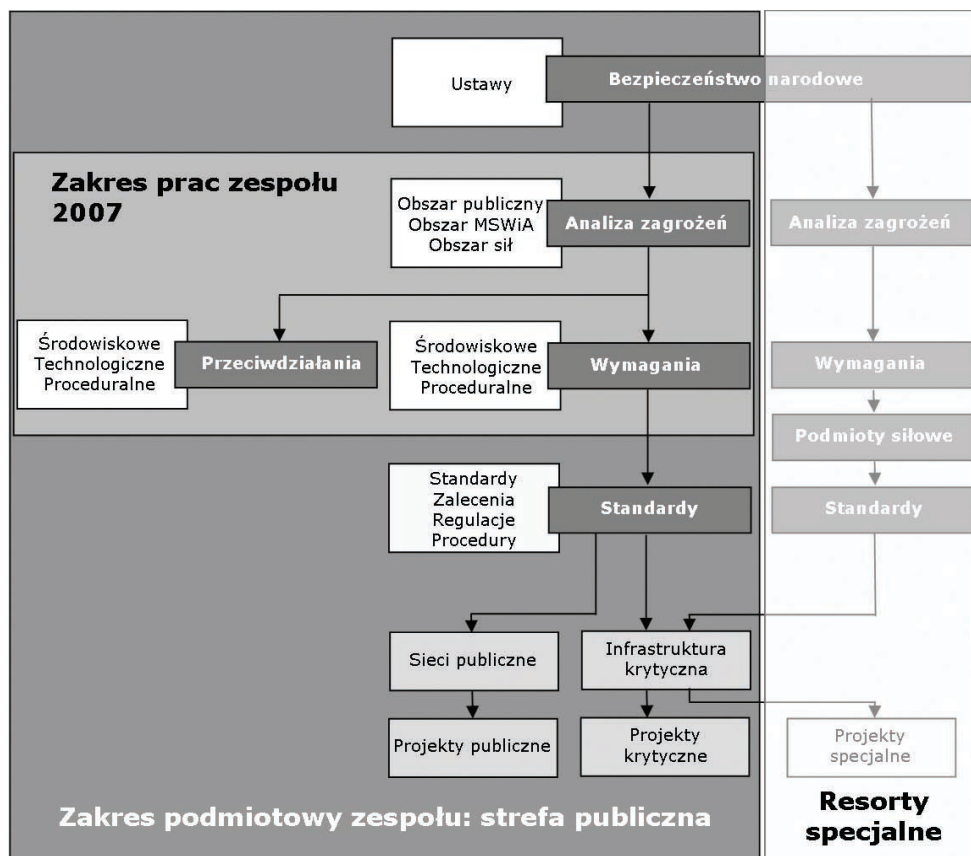 Ustawy
Bezpieczeństwo narodowe
Zakres prac zespołu
2007
Obszar publiczny
Obszar MSWiA
Obszar sił
Analiza zagrożeń
Analiza zagrożeń
Środowiskowe
Technologiczne
Proceduralne
Przeciwdziałania
Środowiskowe
Technologiczne
Proceduralne
Wymagania
Wymagania
Podmioty siłowe
Standardy
Zalecenia
Regulacje
Procedury
Standardy
Standardy
Sieci publiczne
Infrastruktura
krytyczna
Projekty publiczne
Projekty
krytyczne
Projekty
specjalne
Zakres podmiotowy zespołu: strefa publiczna
Resorty
specjalne